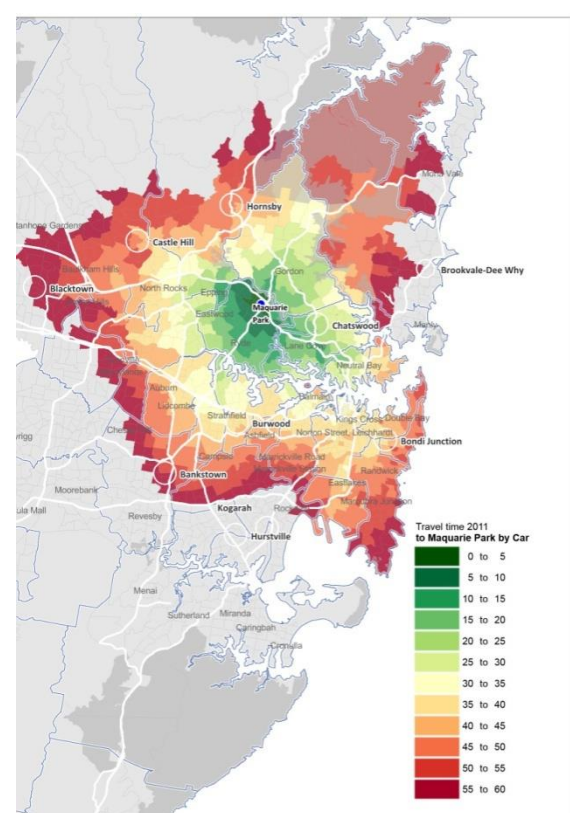 Mona Vale
Hornsby
Castle Hill
Gordon
Brookvale-Dee Why
Blacktown
North Rocks
Epping
Eastwood
Maquarie
Park
Chatswood
Manly
Lane Cove
Neutral Bay
Auburn
Lidcombe
Balmain
Strathfield
Kings Cross
Double Bay
Burwood
Ashfield
Norton Street, Leichhardt
Bondi Junction
Campsie
Marrickville Road
Randwick
Bankstown
Eastlakes
Moorebank
Kogarah
Maroubra Junction
Revesby
Hurstville
Menai
Sutherland
Miranda
Caringbah
Cronulla
Travel time 2011
to Maquarie Park by Car
0 to 5
5 to 10
10 to 15
15 to 20
20 to 25
25 to 30
30 to 35
35 to 40
40 to 45
45 to 50
50 to 55
55 to 60